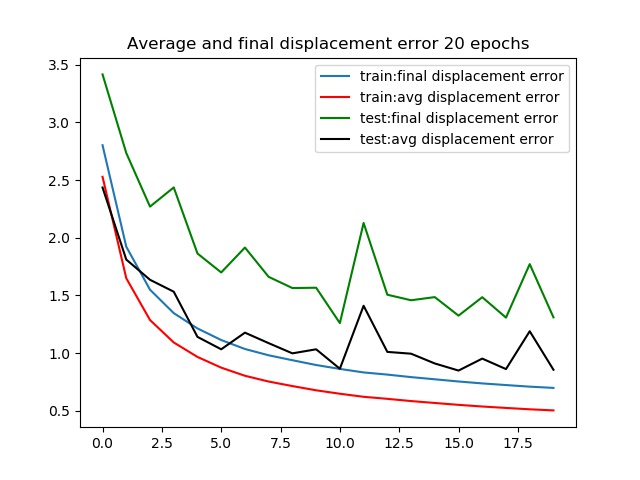 Average and final displacement error 20 epochs
train:final displacement error
train:avg displacement error
test:final displacement error
test:avg displacement error
3.5
3.0
2.5
2.0
1.5
1.0
0.5
0.0 2.5 5.0 7.5 10.0 12.5 15.0 17.5